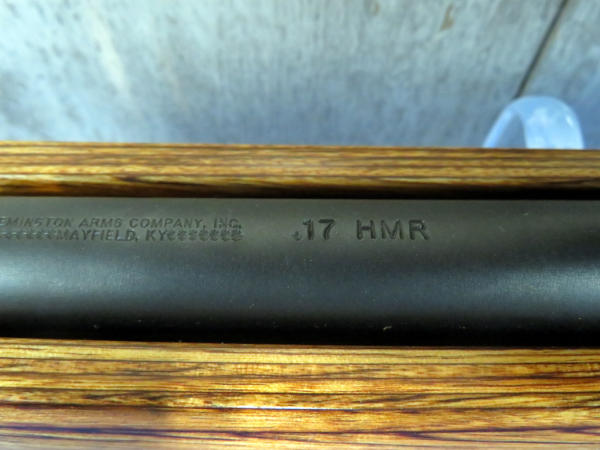 EMINGTON ARMS COMPANY, INC.
MAYFIELD, KY
.17 HMR